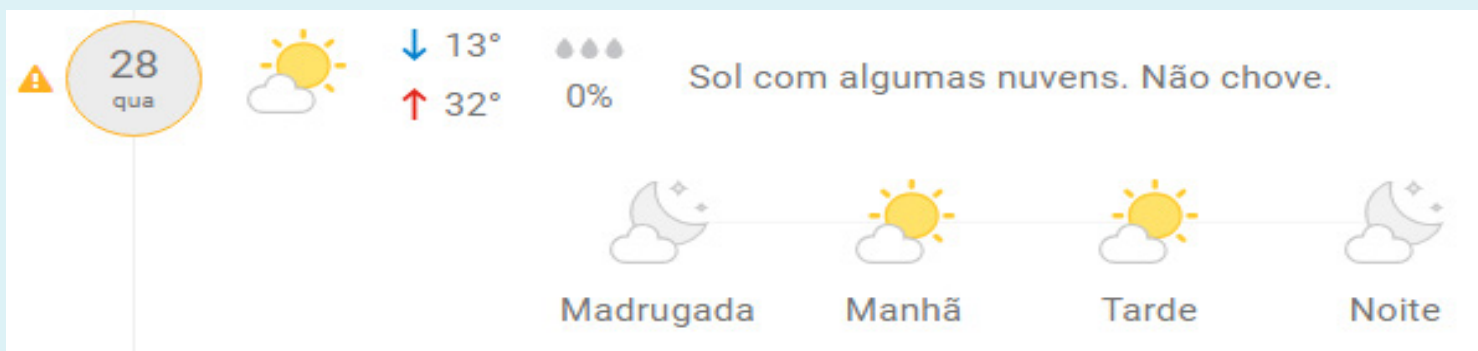 28
qua
13°
32°
0%
Sol com algumas nuvens. Não chove.
Madrugada Manhã Tarde Noite